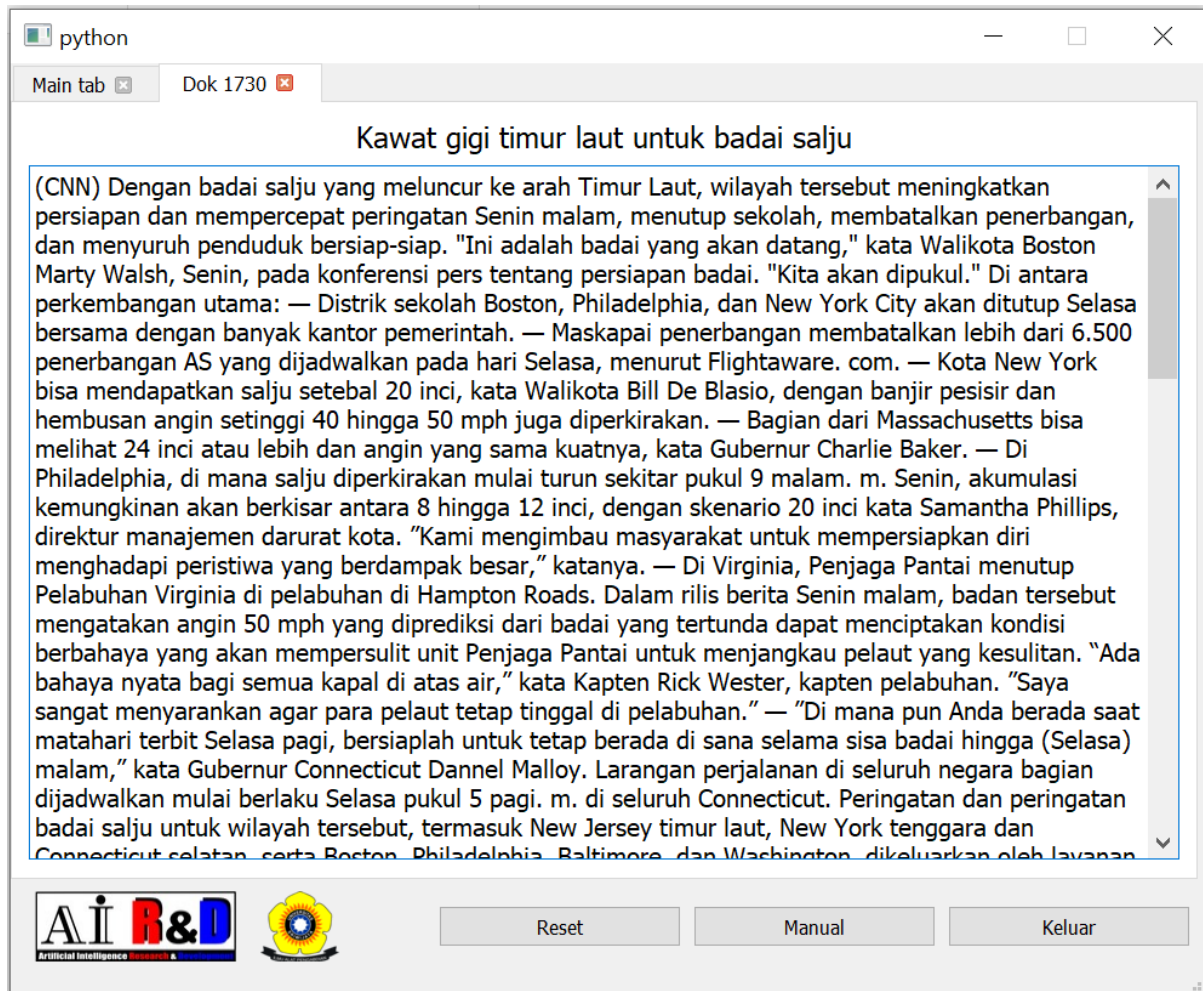 python
Main tab
Dok 1730
Kawat gigi timur laut untuk badai salju
(CNN) Dengan badai salju yang meluncur ke arah Timur Laut, wilayah tersebut meningkatkan
persiapan dan mempercepat peringatan Senin malam, menutup sekolah, membatalkan penerbangan,
dan menyuruh penduduk bersiap-siap. "Ini adalah badai yang akan datang," kata Walikota Boston
Marty Walsh, Senin, pada konferensi pers tentang persiapan badai. "Kita akan dipukul." Di antara
perkembangan utama: — Distrik sekolah Boston, Philadelphia, dan New York City akan ditutup Selasa
bersama dengan banyak kantor pemerintah. — Maskapai penerbangan membatalkan lebih dari 6.500
penerbangan AS yang dijadwalkan pada hari Selasa, menurut Flightaware. com. — Kota New York
bisa mendapatkan salju setebal 20 inci, kata Walikota Bill De Blasio, dengan banjir pesisir dan
hembusan angin setinggi 40 hingga 50 mph juga diperkirakan. — Bagian dari Massachusetts bisa
melihat 24 inci atau lebih dan angin yang sama kuatnya, kata Gubernur Charlie Baker. — Di
Philadelphia, di mana salju diperkirakan mulai turun sekitar pukul 9 malam. m. Senin, akumulasi
kemungkinan akan berkisar antara 8 hingga 12 inci, dengan skenario 20 inci kata Samantha Phillips,
direktur manajemen darurat kota. ”Kami mengimbau masyarakat untuk mempersiapkan diri
menghadapi peristiwa yang berdampak besar,” katanya. — Di Virginia, Penjaga Pantai menutup
Pelabuhan Virginia di pelabuhan di Hampton Roads. Dalam rilis berita Senin malam, badan tersebut
mengatakan angin 50 mph yang diprediksi dari badai yang tertunda dapat menciptakan kondisi
berbahaya yang akan mempersulit unit Penjaga Pantai untuk menjangkau pelaut yang kesulitan. “Ada
bahaya nyata bagi semua kapal di atas air,” kata Kapten Rick Wester, kapten pelabuhan. ”Saya
sangat menyarankan agar para pelaut tetap tinggal di pelabuhan.” — ”Di mana pun Anda berada saat
matahari terbit Selasa pagi, bersiaplah untuk tetap berada di sana selama sisa badai hingga (Selasa)
malam,” kata Gubernur Connecticut Dannel Malloy. Larangan perjalanan di seluruh negara bagian
dijadwalkan mulai berlaku Selasa pukul 5 pagi. m. di seluruh Connecticut. Peringatan dan peringatan
badai salju untuk wilayah tersebut, termasuk New Jersey timur laut, New York tenggara dan
Connecticut selatan, serta Boston, Philadelphia, Baltimore, dan Washington, dikeluarkan oleh layanan
Aİ R&D
Artificial Intelligence Research & Development
Reset
Manual
Keluar